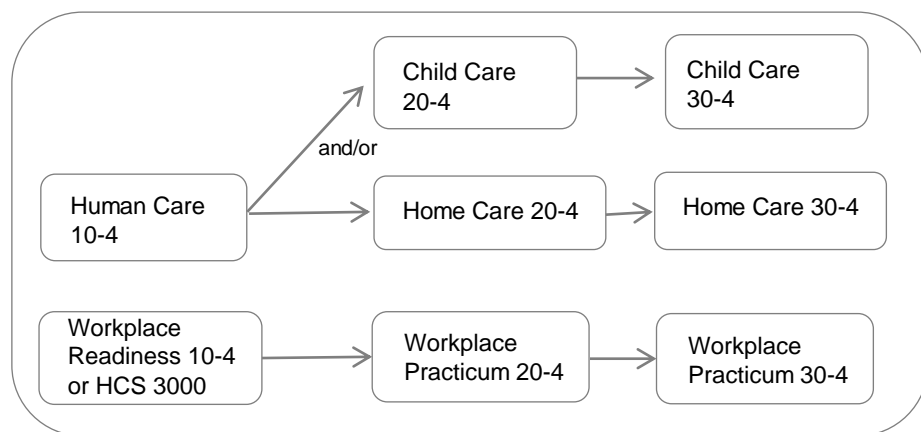 Child Care
20-4
Child Care
30-4
and/or
Human Care
10-4
Home Care 20-4
Home Care 30-4
Workplace
Readiness 10-4
or HCS 3000
Workplace
Practicum 20-4
Workplace
Practicum 30-4